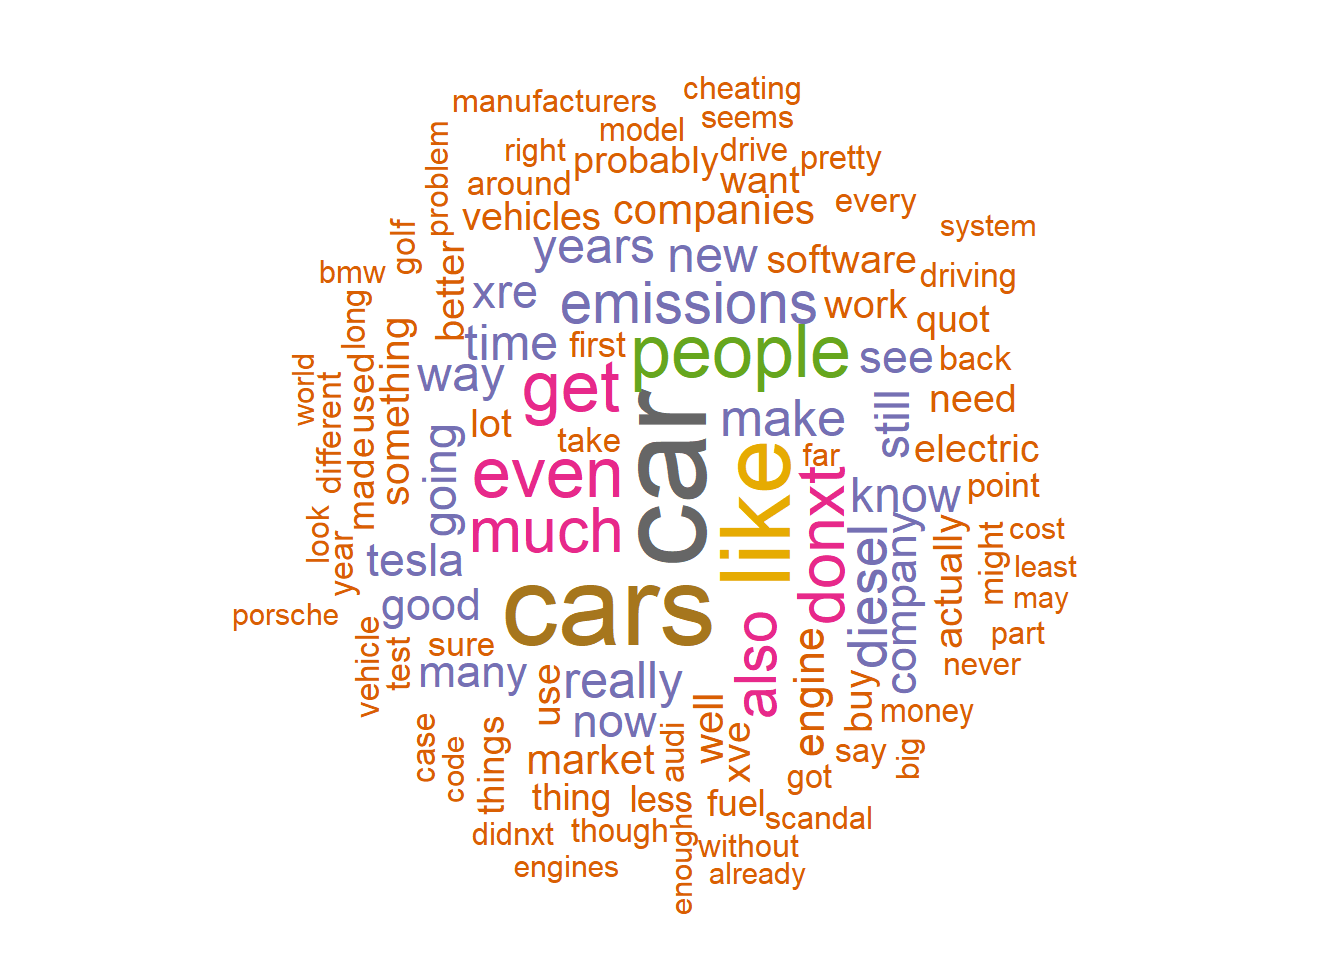 cheating
manufacturers
seems
model
right
probably
drive
pretty
problem
around
want
every
vehicles
companies
system
golf
years
new
software
driving
bmw
better
xre
emissions
work
quot
long
something
time
first
people
see
back
world
different
used
way
get
make
still
need
lot
take
car
like
far
electric
made
going
even
know
point
look
year
much
donxt
diesel
company
actually
might
cost
tesla
least
good
cars
may
porsche
vehicle
test
sure
also
engine
part
many
really
buy
never
use
now
well
xve
money
case
code
things
market
audi
say
big
got
thing
less
fuel
didnxt
though
enough
scandal
without
engines
already